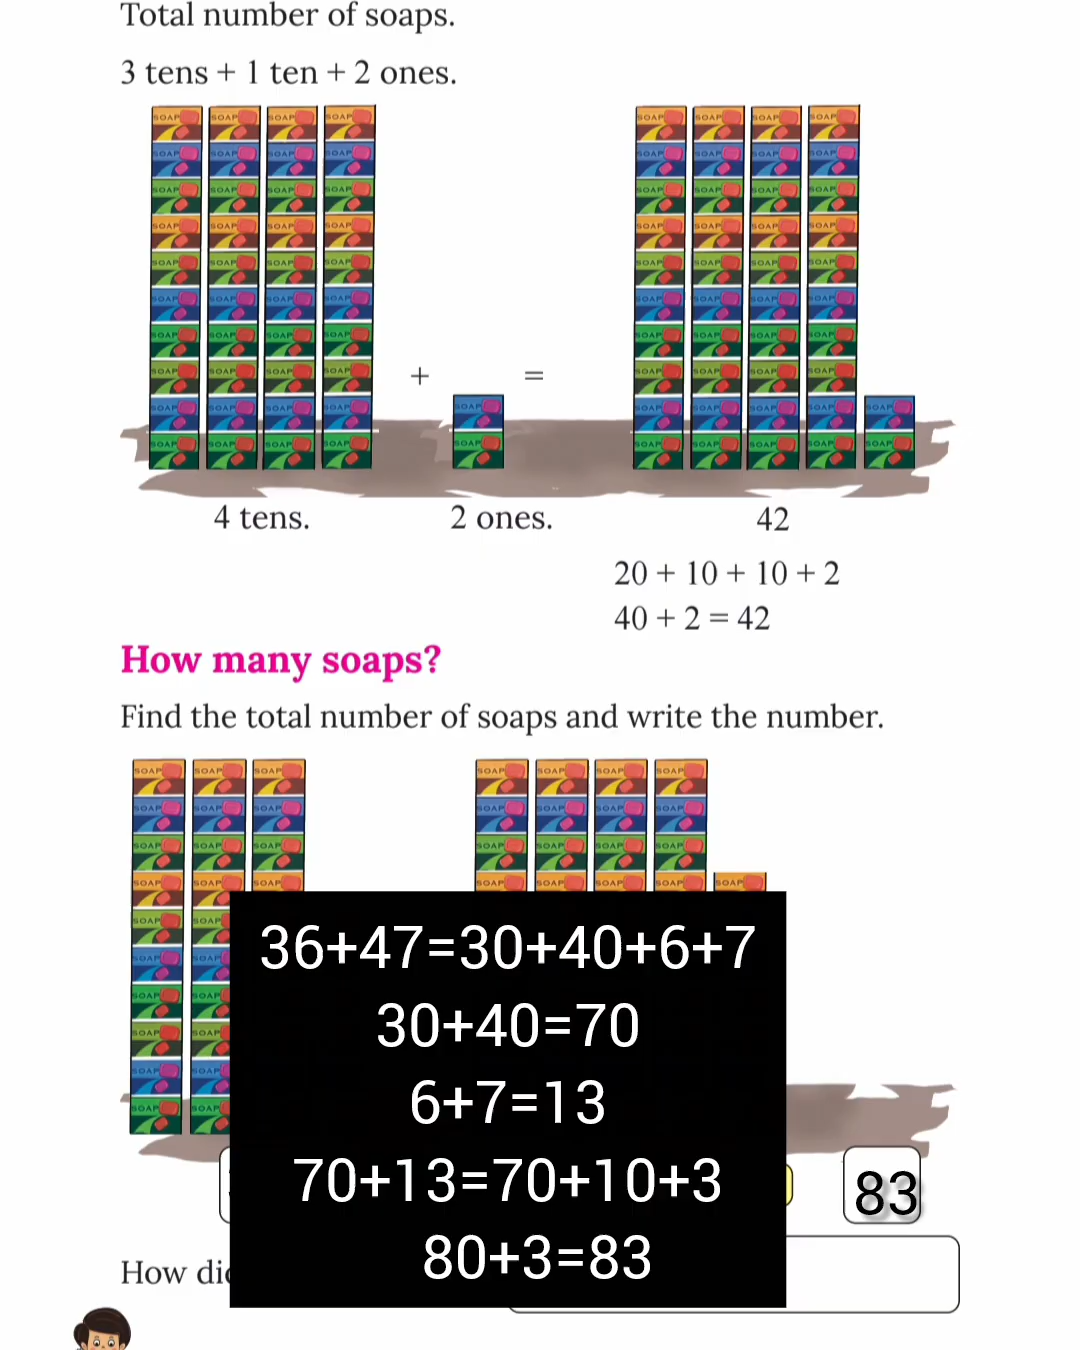 Total number of soaps.
3 tens + 1 ten + 2 ones.
+ =
4 tens. 2 ones. 42
20 + 10 + 10 + 2
40 + 2 = 42
How many soaps?
Find the total number of soaps and write the number.
36+47=30+40+6+7
30+40=70
6+7=13
70+13=70+10+3
83
80+3=83
How did